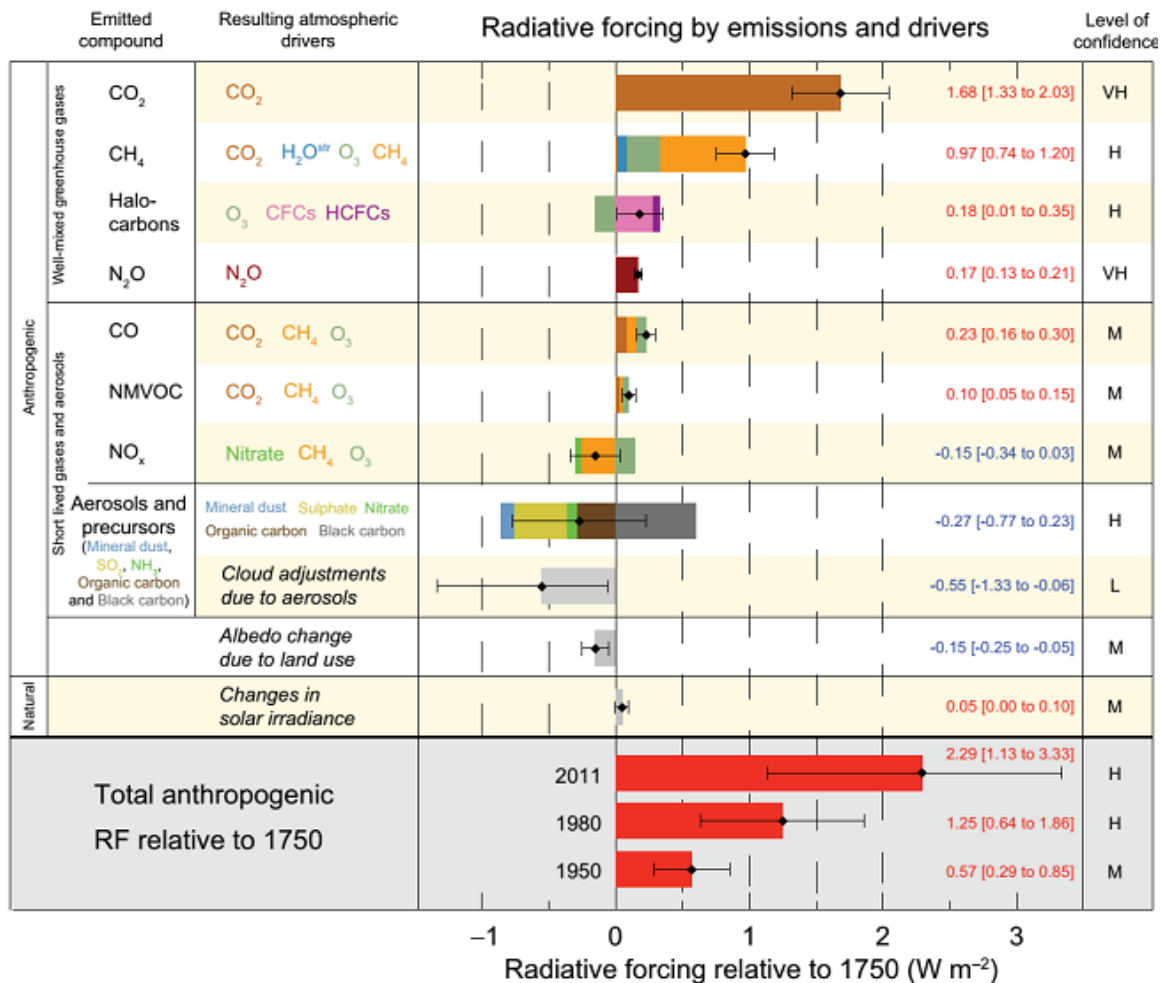 Emitted compound
Resulting atmospheric drivers
Radiative forcing by emissions and drivers
Level of confidence
Anthropogenic
Well-mixed greenhouse gases
CO₂
CO₂
1.68 [1.33 to 2.03]
VH
CH₄
CO₂ H₂Oˢᵗʳ O₃ CH₄
0.97 [0.74 to 1.20]
H
Halo-
carbons
O₃ CFCs HCFCs
0.18 [0.01 to 0.35]
H
N₂O
N₂O
0.17 [0.13 to 0.21]
VH
Short lived gases and aerosols
CO
CO₂ CH₄ O₃
0.23 [0.16 to 0.30]
M
NMVOC
CO₂ CH₄ O₃
0.10 [0.05 to 0.15]
M
NOₓ
Nitrate CH₄ O₃
-0.15 [-0.34 to 0.03]
M
Aerosols and
precursors
(Mineral dust,
SO₂, NH₃,
Organic carbon
and Black carbon)
Mineral dust Sulphate Nitrate
Organic carbon Black carbon
-0.27 [-0.77 to 0.23]
H
Cloud adjustments
due to aerosols
-0.55 [-1.33 to -0.06]
L
Albedo change
due to land use
-0.15 [-0.25 to -0.05]
M
Natural
Changes in
solar irradiance
0.05 [0.00 to 0.10]
M
Total anthropogenic
RF relative to 1750
2011
2.29 [1.13 to 3.33]
H
1980
1.25 [0.64 to 1.86]
H
1950
0.57 [0.29 to 0.85]
M
−1 0 1 2 3
Radiative forcing relative to 1750 (W m⁻²)